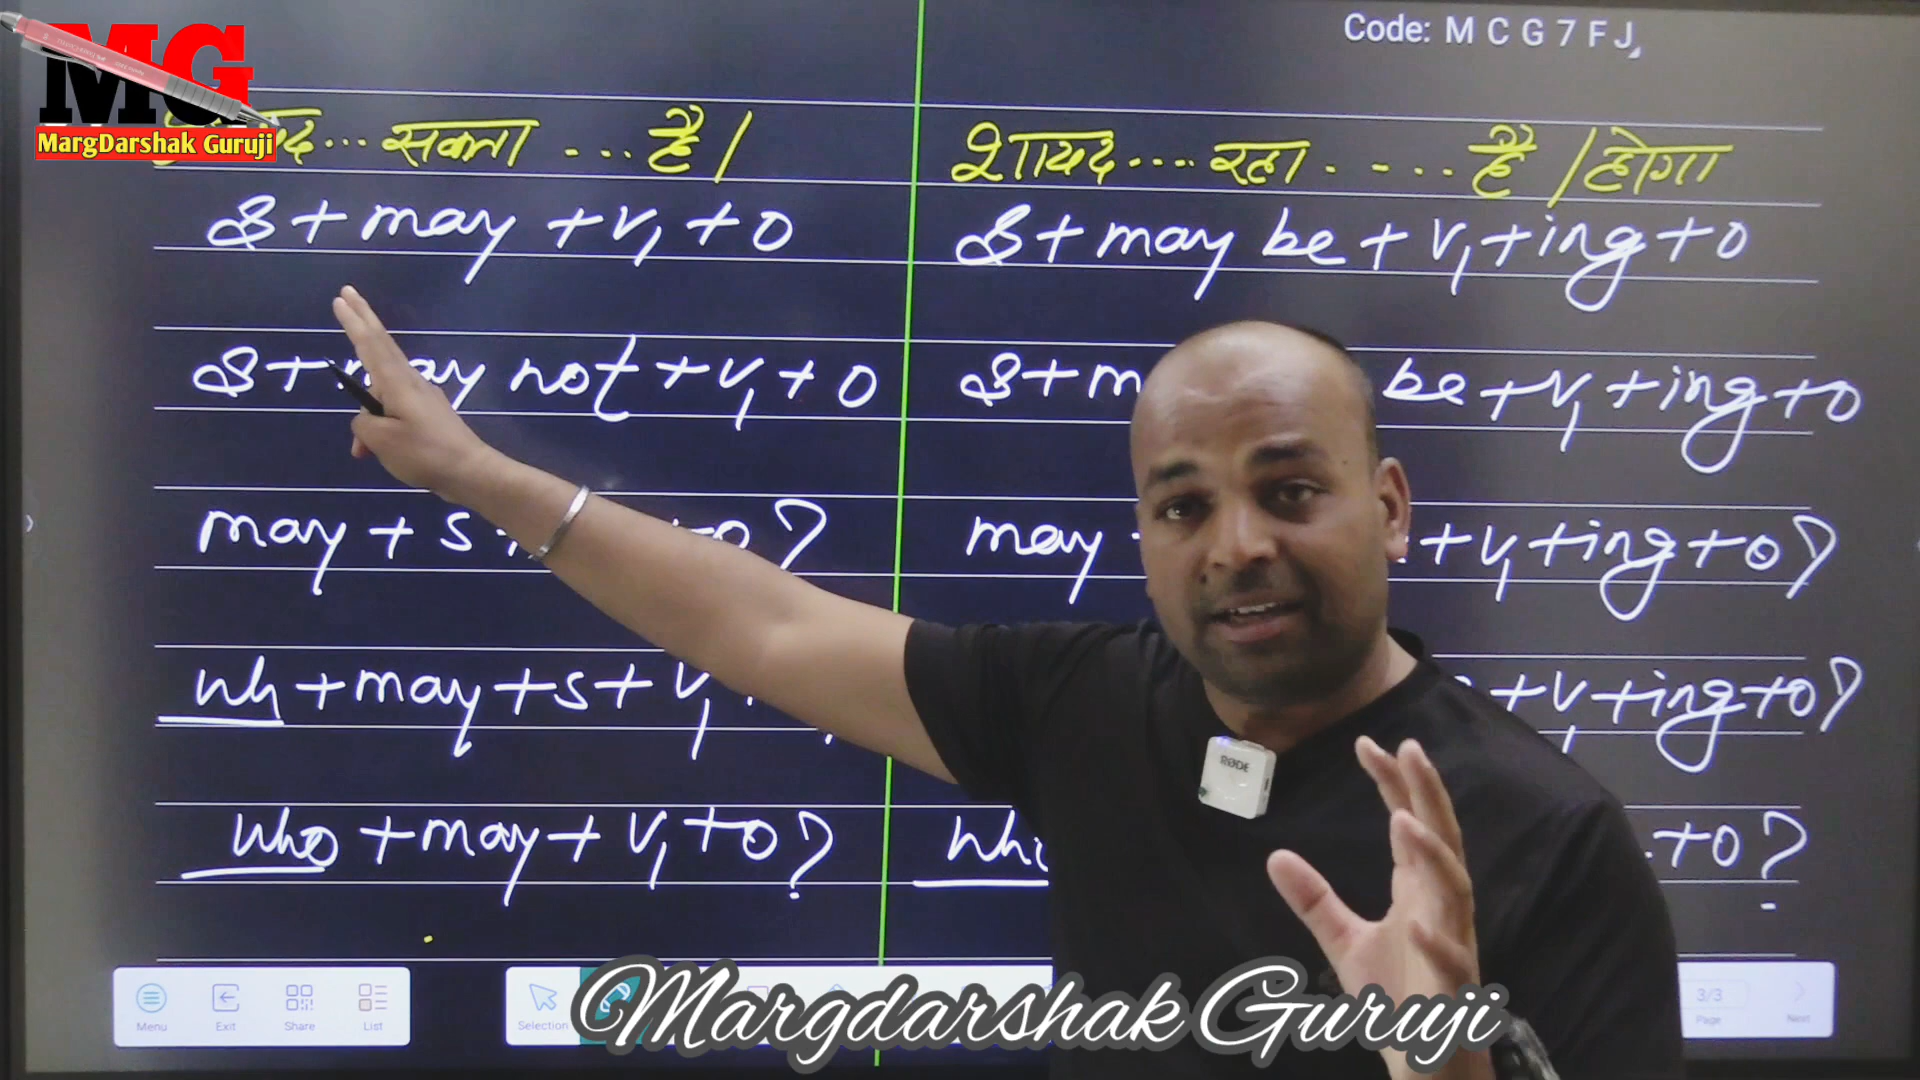 MG
MargDarshak Guruji
Code: M C G 7 F J
... सकता ... है/
S + may + V1 + O
S + may not + V1 + O
may + S + + O ?
wh + may + S + V1
who + may + V1 + O ?
शायद .... रहा ..... है / होगा
S + may be + V1 + ing + O
S + be + V1 + ing + O
may + V1 + ing + O ?
+ V1 + ing + O ?
+ O ?
Menu Exit Share List
Selection
3/3
Page Next
Margdarshak Guruji
RØDE